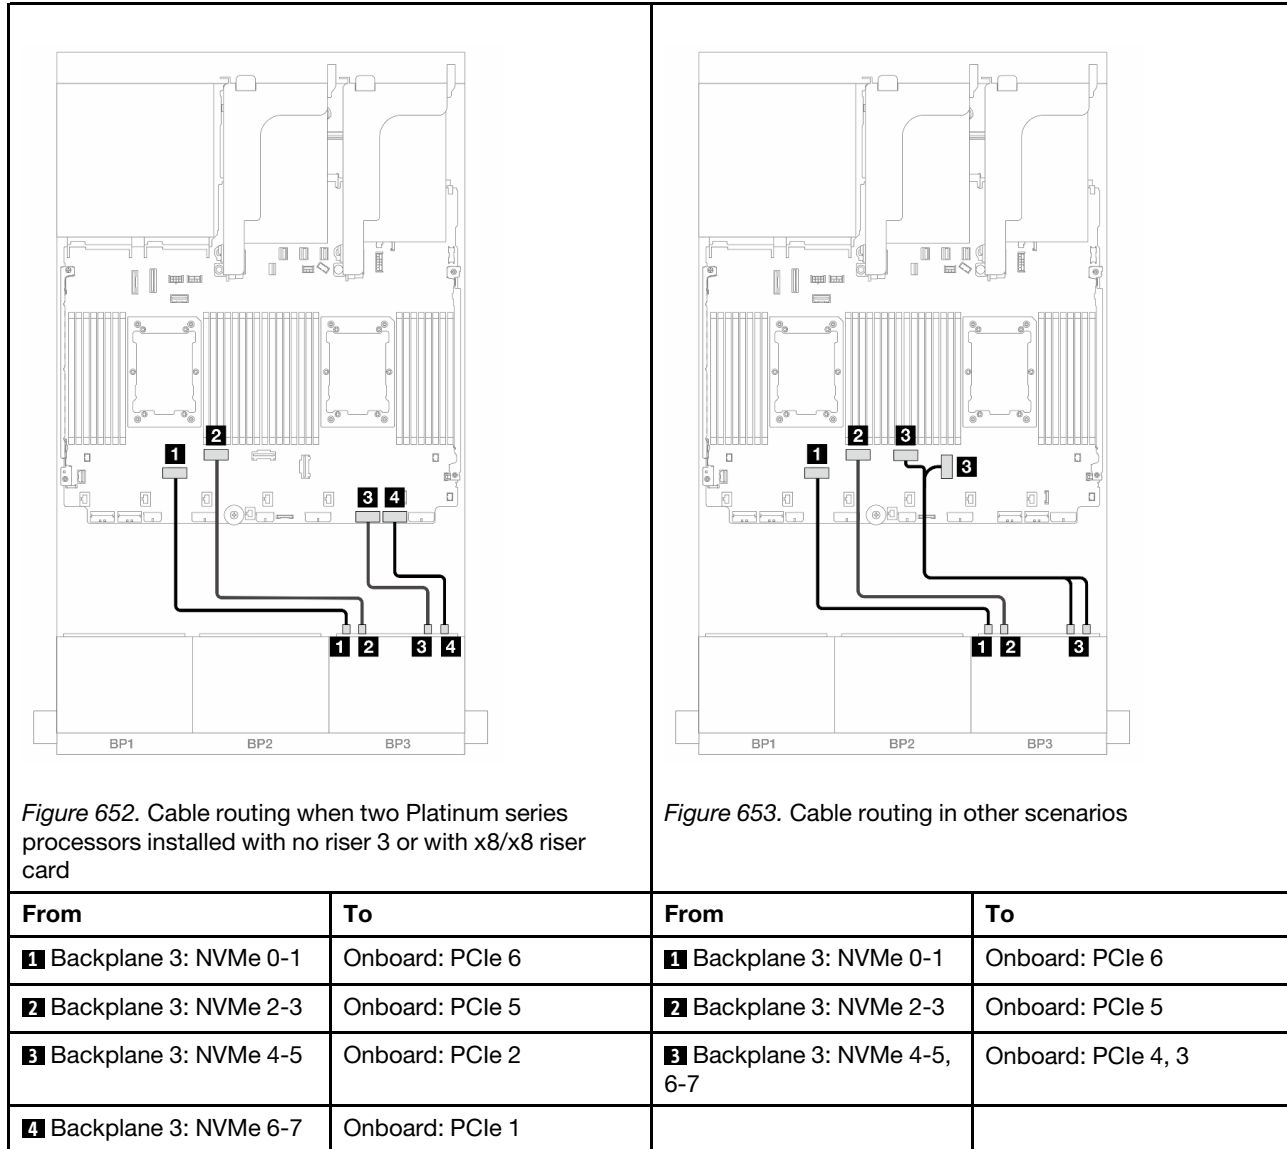 1
2
3
4
1
2
3
4
BP1
BP2
BP3
Figure 652. Cable routing when two Platinum series
processors installed with no riser 3 or with x8/x8 riser
card
1
2
3
3
1
2
3
BP1
BP2
BP3
Figure 653. Cable routing in other scenarios
From To From To
1 Backplane 3: NVMe 0-1 Onboard: PCIe 6 1 Backplane 3: NVMe 0-1 Onboard: PCIe 6
2 Backplane 3: NVMe 2-3 Onboard: PCIe 5 2 Backplane 3: NVMe 2-3 Onboard: PCIe 5
3 Backplane 3: NVMe 4-5 Onboard: PCIe 2 3 Backplane 3: NVMe 4-5, Onboard: PCIe 4, 3
6-7
4 Backplane 3: NVMe 6-7 Onboard: PCIe 1